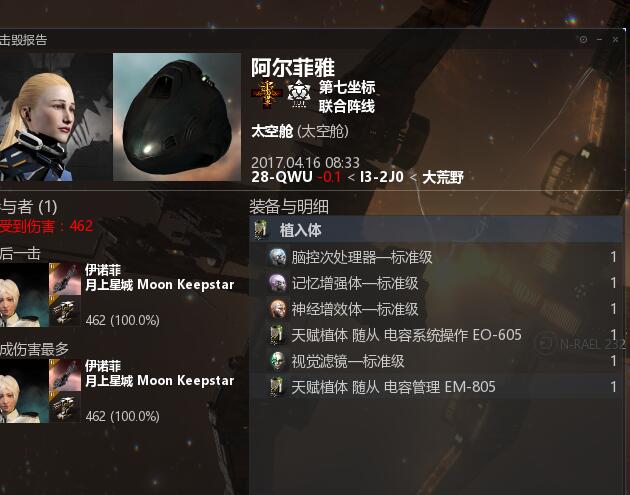 击毁报告
阿尔菲雅
第七坐标
联合阵线
太空舱 (太空舱)
2017.04.16 08:33
28-QWU -0.1 < I3-2J0 < 大荒野
与者 (1)
受到伤害：462
后一击
伊诺菲
月上星城 Moon Keepstar
462 (100.0%)
成伤害最多
伊诺菲
月上星城 Moon Keepstar
462 (100.0%)
装备与明细
植入体
脑控次处理器—标准级 1
记忆增强体—标准级 1
神经增效体—标准级 1
天赋植体 随从 电容系统操作 EO-605 1
视觉滤镜—标准级 1
天赋植体 随从 电容管理 EM-805 1
N-RAEL 232